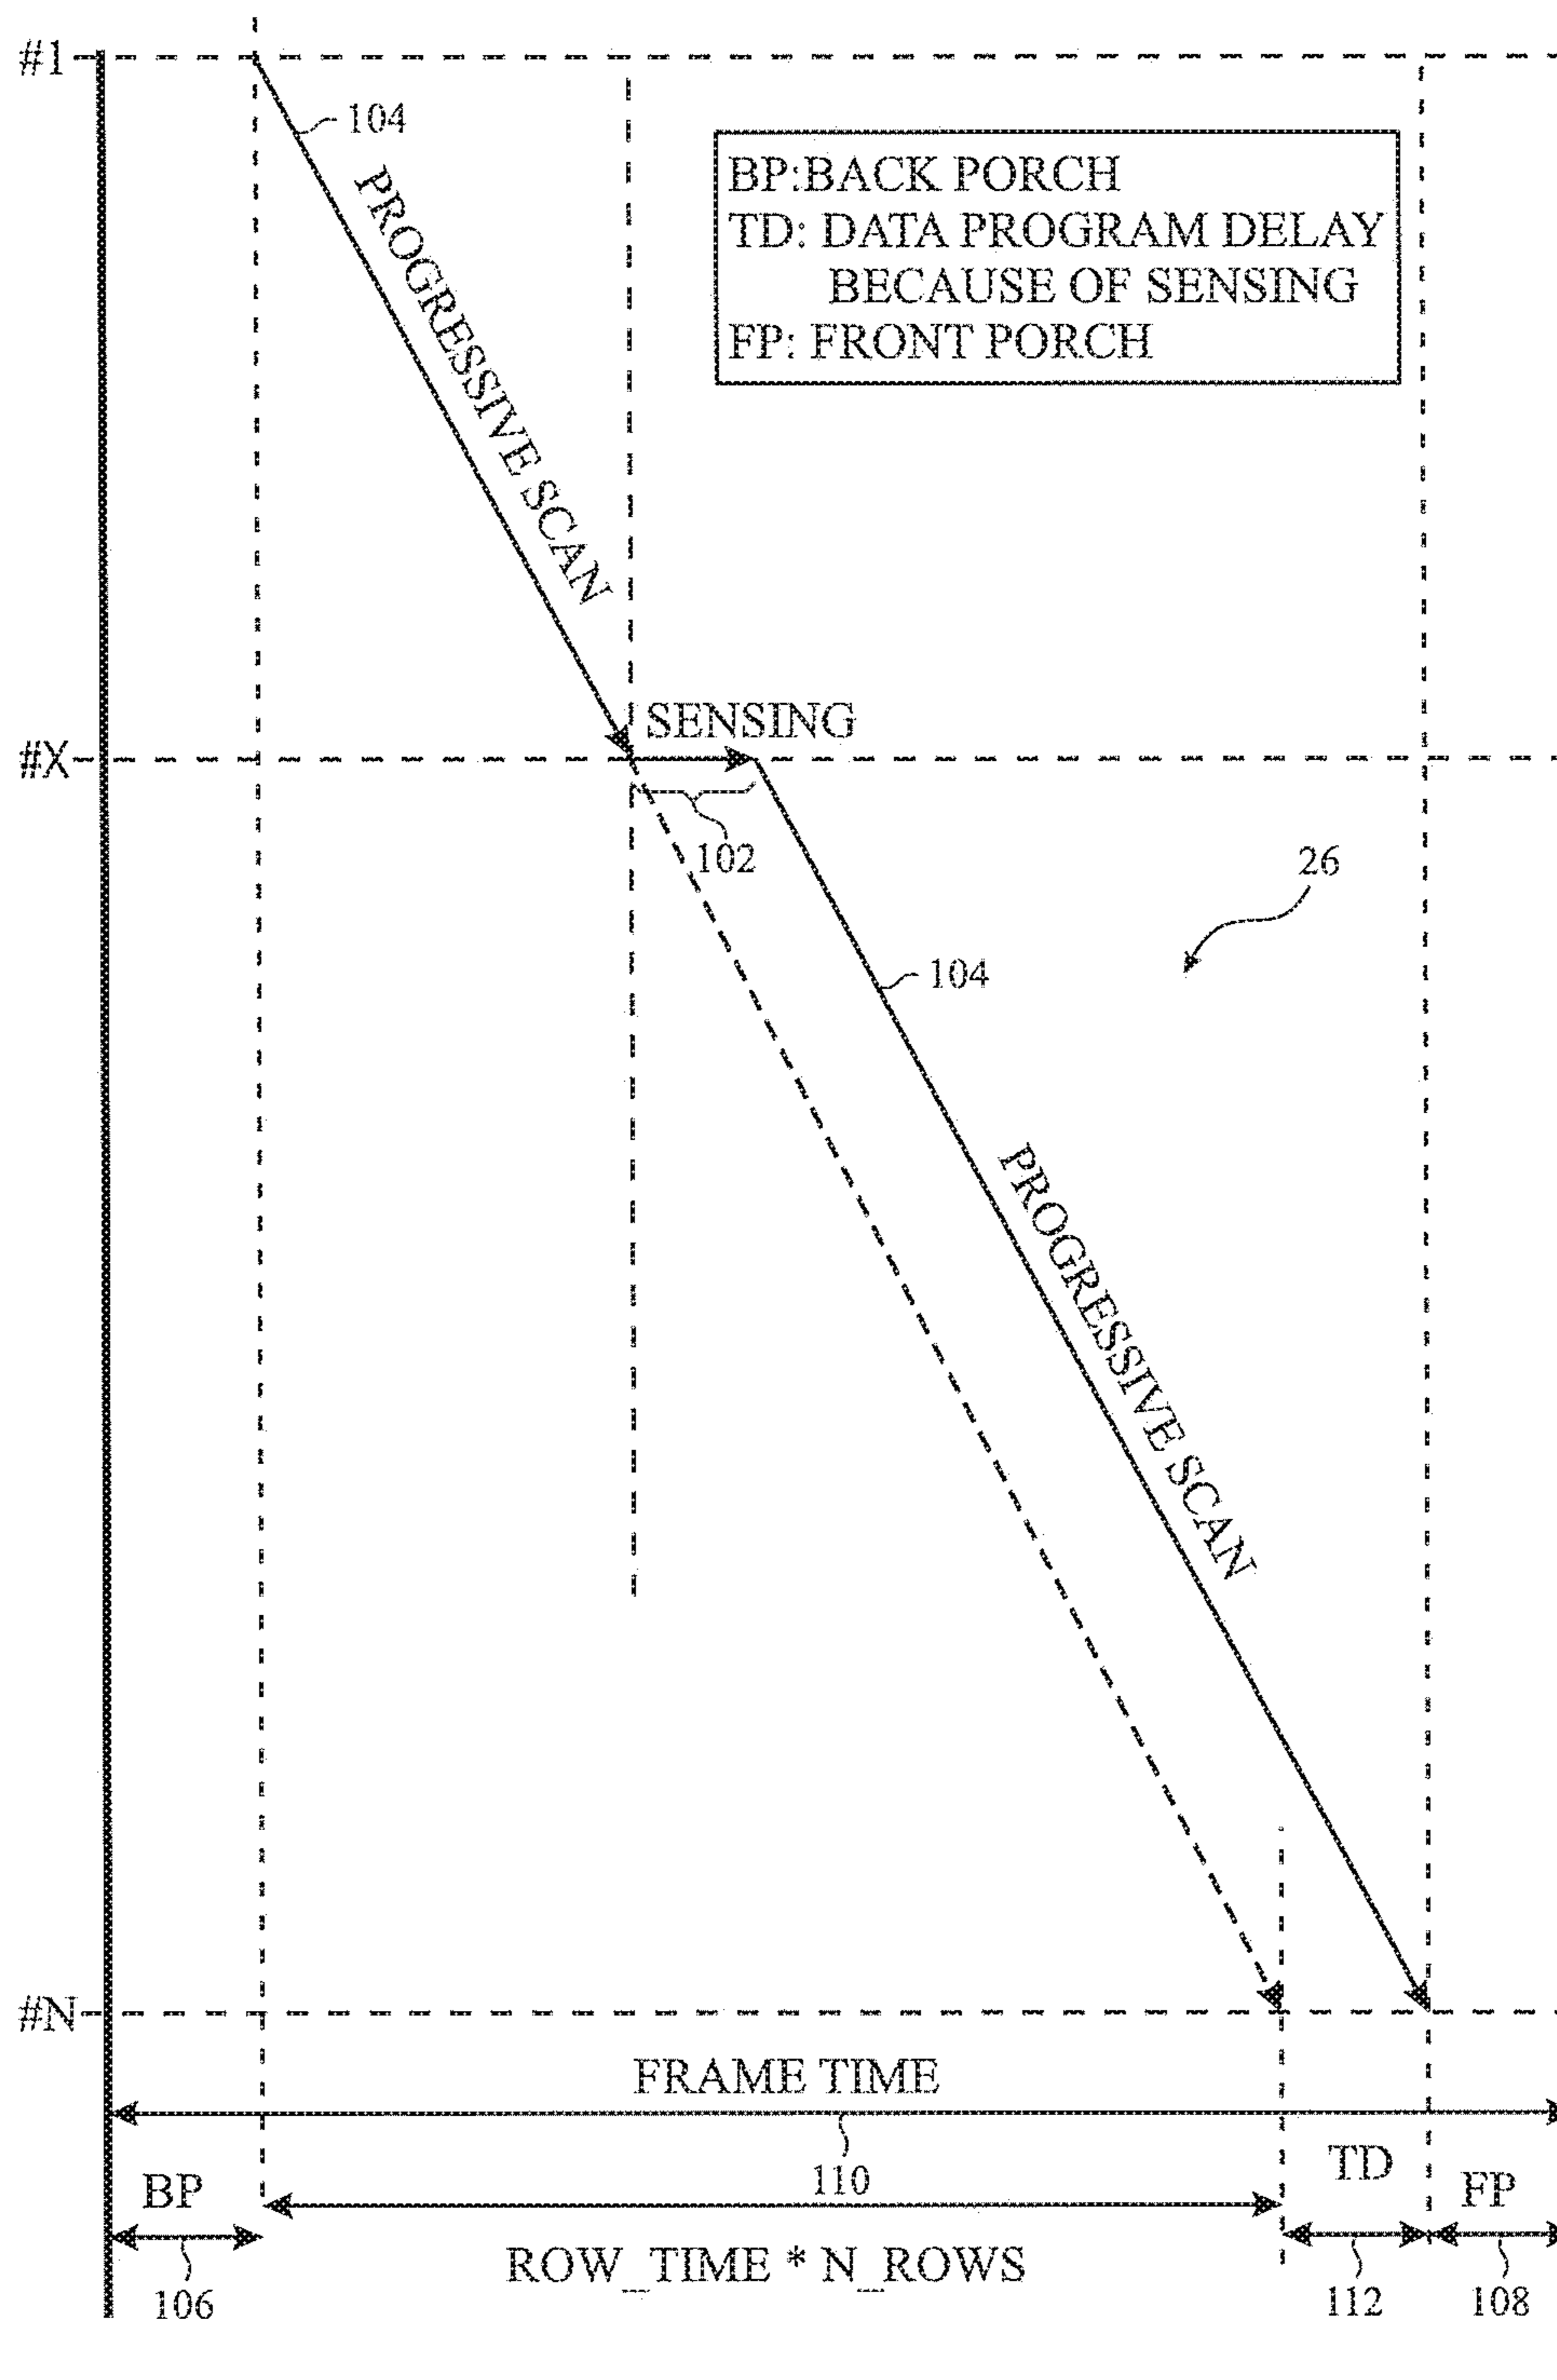 #1
104
PROGRESSIVE SCAN
BP:BACK PORCH
TD: DATA PROGRAM DELAY
BECAUSE OF SENSING
FP: FRONT PORCH
SENSING
#X
102
26
104
PROGRESSIVE SCAN
#N
FRAME TIME
110
BP
TD
FP
ROW_TIME * N_ROWS
106
112
108